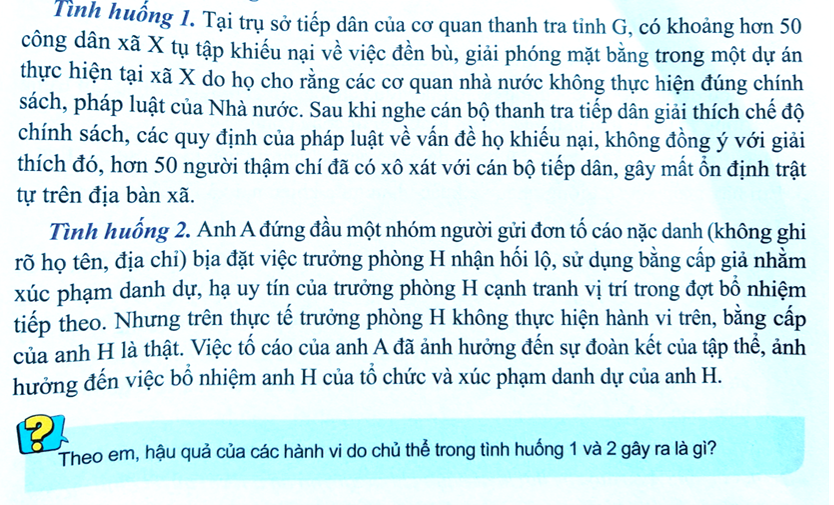 Tình huống 1. Tại trụ sở tiếp dân của cơ quan thanh tra tỉnh G, có khoảng hơn 50
công dân xã X tụ tập khiếu nại về việc đền bù, giải phóng mặt bằng trong một dự án
thực hiện tại xã X do họ cho rằng các cơ quan nhà nước không thực hiện đúng chính
sách, pháp luật của Nhà nước. Sau khi nghe cán bộ thanh tra tiếp dân giải thích chế độ
chính sách, các quy định của pháp luật về vấn đề họ khiếu nại, không đồng ý với giải
thích đó, hơn 50 người thậm chí đã có xô xát với cán bộ tiếp dân, gây mất ổn định trật
tự trên địa bàn xã.
Tình huống 2. Anh A đứng đầu một nhóm người gửi đơn tố cáo nặc danh (không ghi
rõ họ tên, địa chỉ) bịa đặt việc trưởng phòng H nhận hối lộ, sử dụng bằng cấp giả nhằm
xúc phạm danh dự, hạ uy tín của trưởng phòng H cạnh tranh vị trí trong đợt bổ nhiệm
tiếp theo. Nhưng trên thực tế trưởng phòng H không thực hiện hành vi trên, bằng cấp
của anh H là thật. Việc tố cáo của anh A đã ảnh hưởng đến sự đoàn kết của tập thể, ảnh
hưởng đến việc bổ nhiệm anh H của tổ chức và xúc phạm danh dự của anh H.
?
Theo em, hậu quả của các hành vi do chủ thể trong tình huống 1 và 2 gây ra là gì?